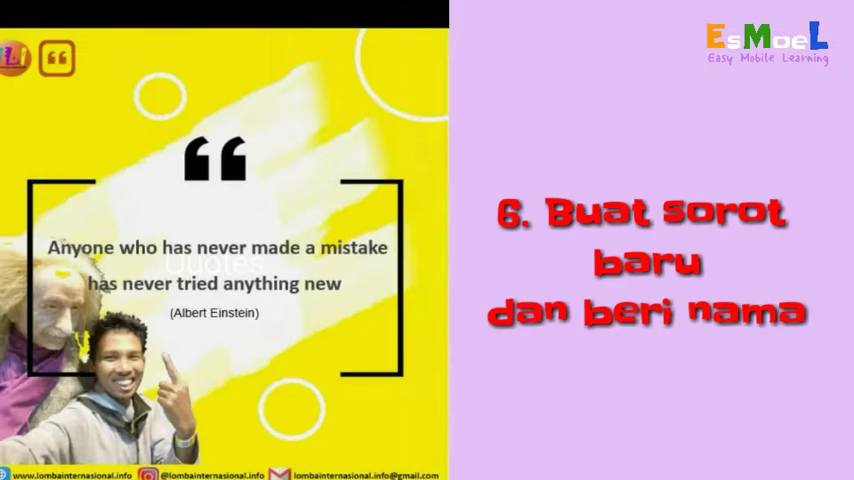 EsMoeL
Easy Mobile Learning
“
Anyone who has never made a mistake
has never tried anything new
Quotes
(Albert Einstein)
6. Buat sorot
baru
dan beri nama
www.lombainternasional.info @lombainternasional.info lombainternasional.info@gmail.com